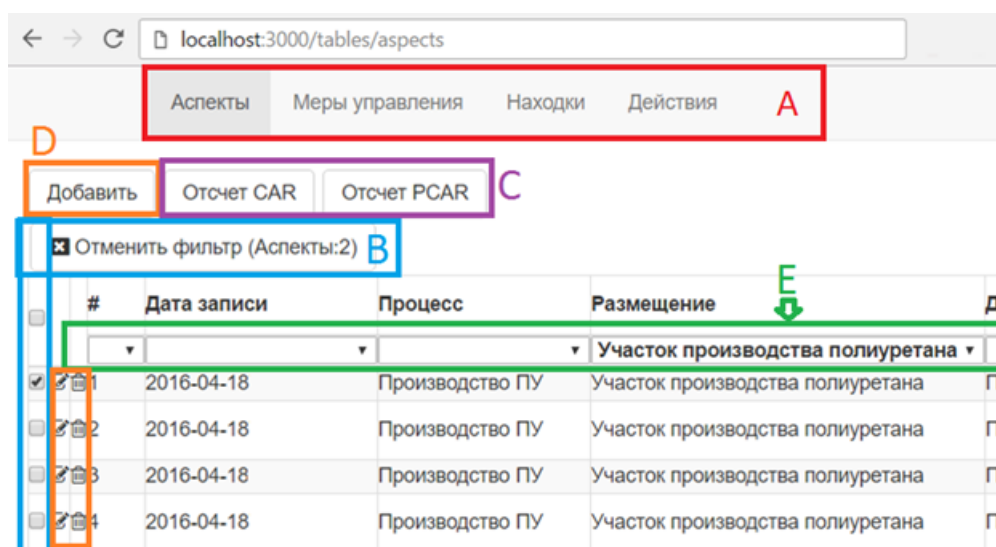 localhost:3000/tables/aspects
Аспекты Меры управления Находки Действия A
D
Добавить Отсчет CAR Отсчет PCAR C
Отменить фильтр (Аспекты:2) B
E
# Дата записи Процесс Размещение
Участок производства полиуретана
1 2016-04-18 Производство ПУ Участок производства полиуретана
2 2016-04-18 Производство ПУ Участок производства полиуретана
3 2016-04-18 Производство ПУ Участок производства полиуретана
4 2016-04-18 Производство ПУ Участок производства полиуретана